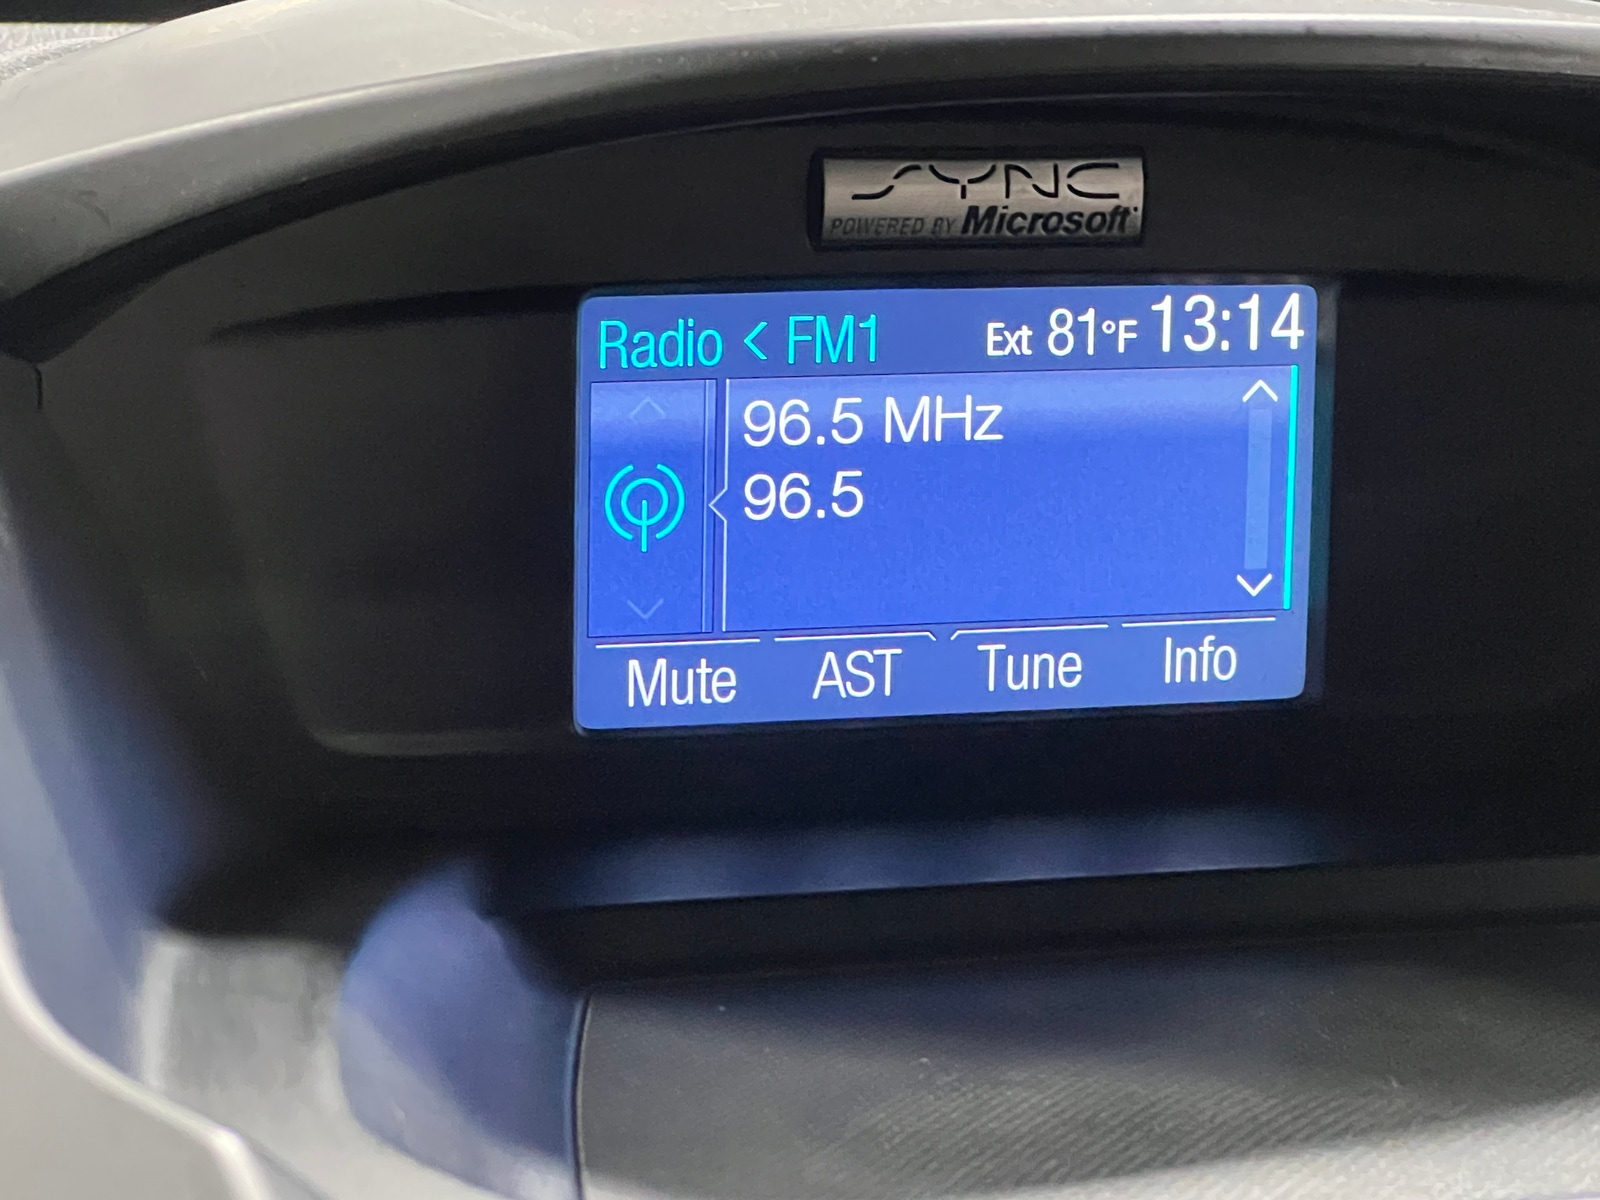 SYNC
POWERED BY Microsoft
Radio < FM1 Ext 81°F 13:14
96.5 MHz
96.5
Mute AST Tune Info